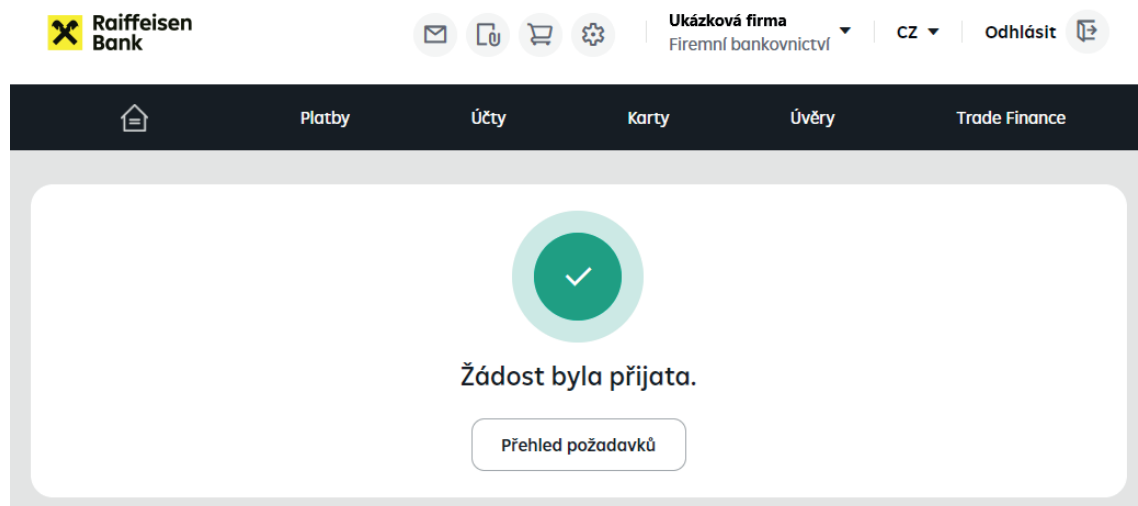 Raiffeisen
Bank
Ukázková firma
Firemní bankovnictví
CZ
Odhlásit
Platby
Účty
Karty
Úvěry
Trade Finance
Žádost byla přijata.
Přehled požadavků